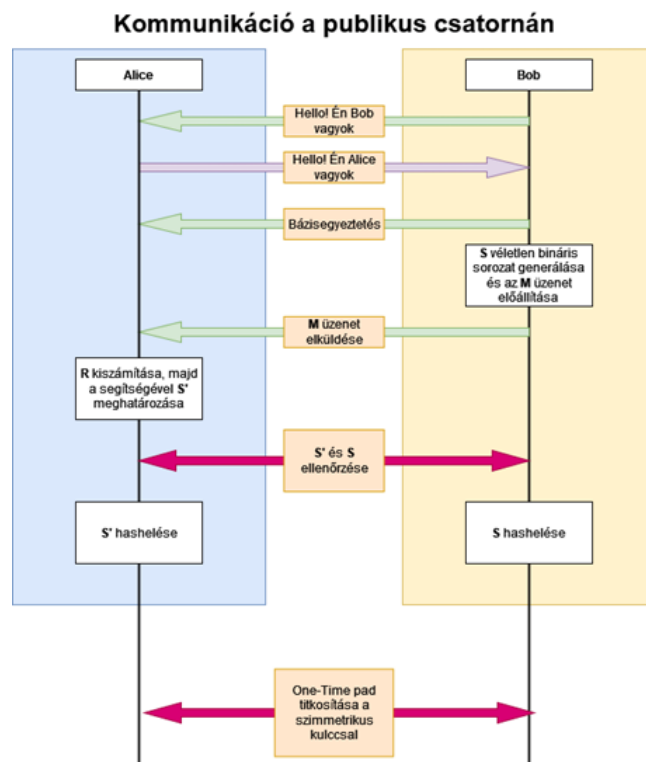 Kommunikáció a publikus csatornán
Alice
Bob
Hello! Én Bob
vagyok
Hello! Én Alice
vagyok
Bázisegyeztetés
S véletlen bináris
sorozat generálása
és az M üzenet
előállítása
M üzenet
elküldése
R kiszámítása, majd
a segítségével S'
meghatározása
S' és S
ellenőrzése
S' hashelése
S hashelése
One-Time pad
titkosítása a
szimmetrikus
kulccsal